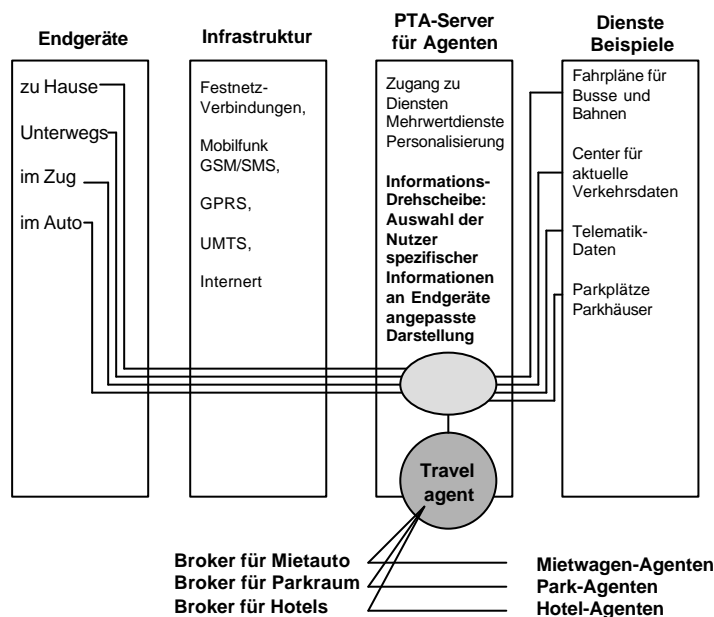 Endgeräte
zu Hause
Unterwegs
im Zug
im Auto
Infrastruktur
Festnetz-
Verbindungen,
Mobilfunk
GSM/SMS,
GPRS,
UMTS,
Internert
PTA-Server
für Agenten
Zugang zu
Diensten
Mehrwertdienste
Personalisierung
Informations-
Drehscheibe:
Auswahl der
Nutzer
spezifischer
Informationen
an Endgeräte
angepasste
Darstellung
Travel
agent
Dienste
Beispiele
Fahrpläne für
Busse und
Bahnen
Center für
aktuelle
Verkehrsdaten
Telematik-
Daten
Parkplätze
Parkhäuser
Broker für Mietauto
Broker für Parkraum
Broker für Hotels
Mietwagen-Agenten
Park-Agenten
Hotel-Agenten